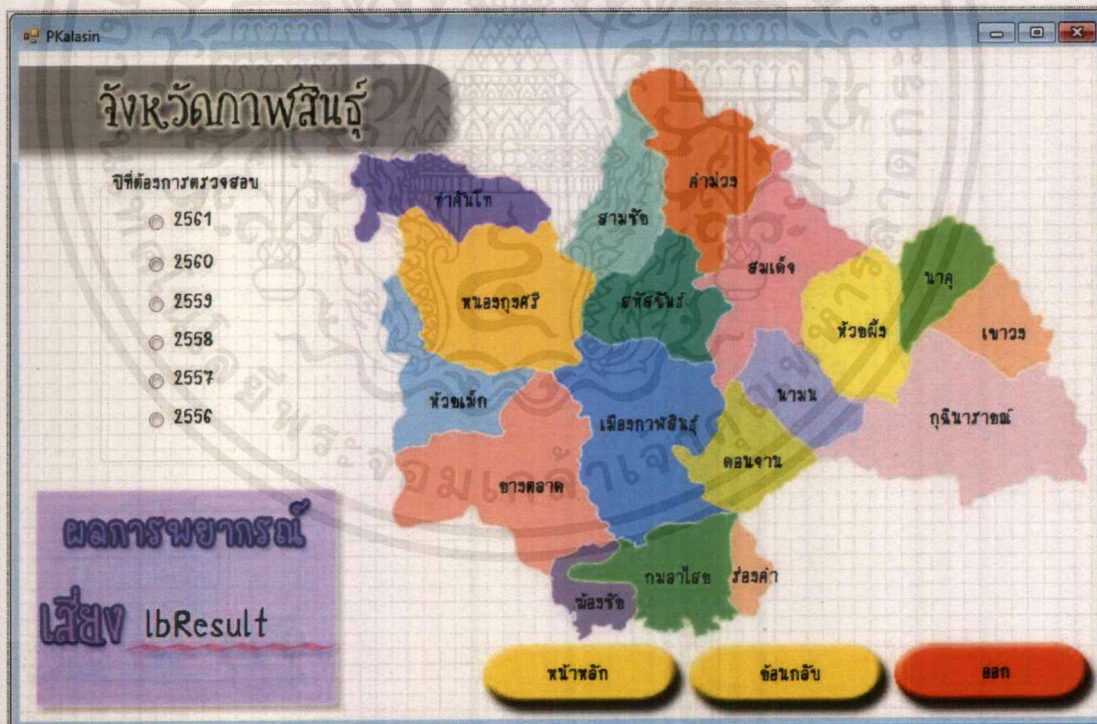 PKalasin
จังหวัดกาฬสินธุ์
ปีที่ต้องการตรวจสอบ
2561
2560
2559
2558
2557
2556
ผลการพยากรณ์
เสี่ยง lbResult
คำม่วง
ท่าคันโท
สามชัย
สมเด็จ
นาคู
หนองกุงศรี
สหัสขันธ์
ห้วยผึ้ง
เขาวง
ห้วยเม็ก
นามน
เมืองกาฬสินธุ์
กุฉินารายณ์
ดอนจาน
ยางตลาด
กมลาไสย
ร่องคำ
ฆ้องชัย
หน้าหลัก
ย้อนกลับ
ออก